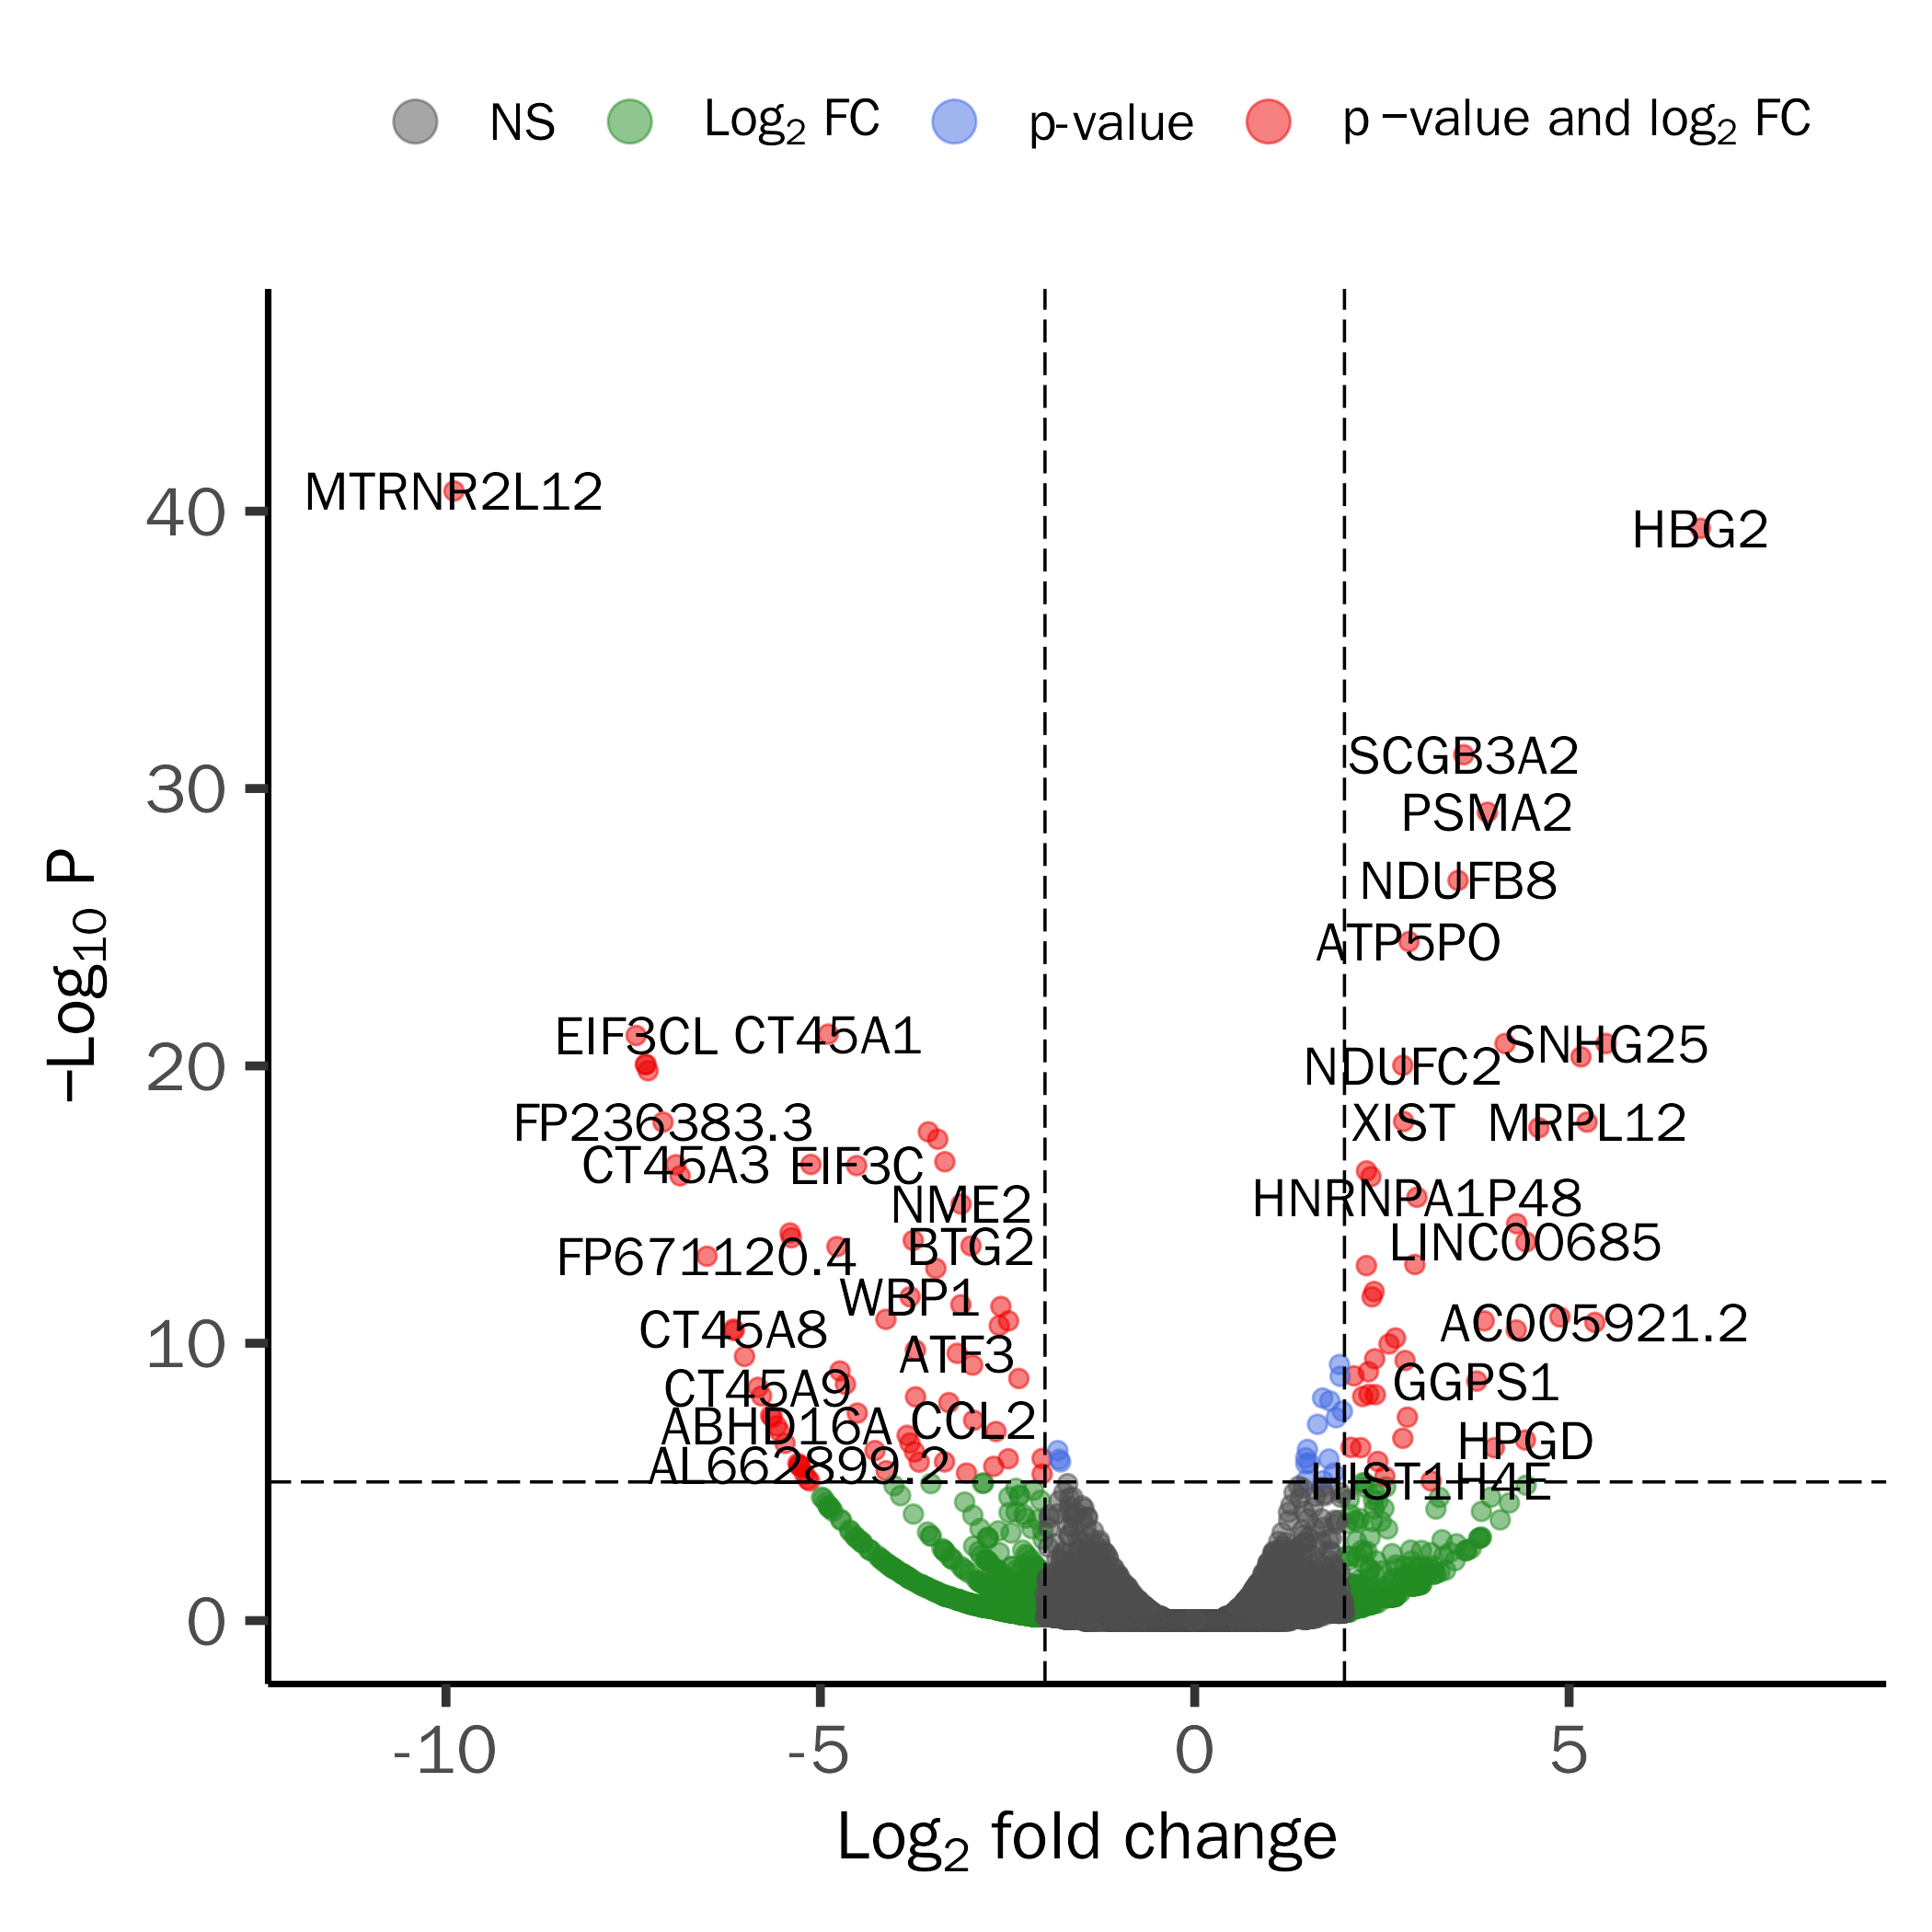 NS Log2 FC p-value p −value and log2 FC
MTRNR2L12
40
HBG2
SCGB3A2
30
PSMA2
NDUFB8
ATP5PO
EIF3CL CT45A1
SNHG25
20
NDUFC2
FP236383.3
XIST MRPL12
CT45A3 EIF3C
NME2
HNRNPA1P48
LINC00685
BTG2
FP671120.4
WBP1
AC005921.2
CT45A8
10
ATF3
GGPS1
CT45A9
CCL2
ABHD16A
HPGD
AL662899.2
HIST1H4E
0
−Log10 P
-10 -5 0 5
Log2 fold change